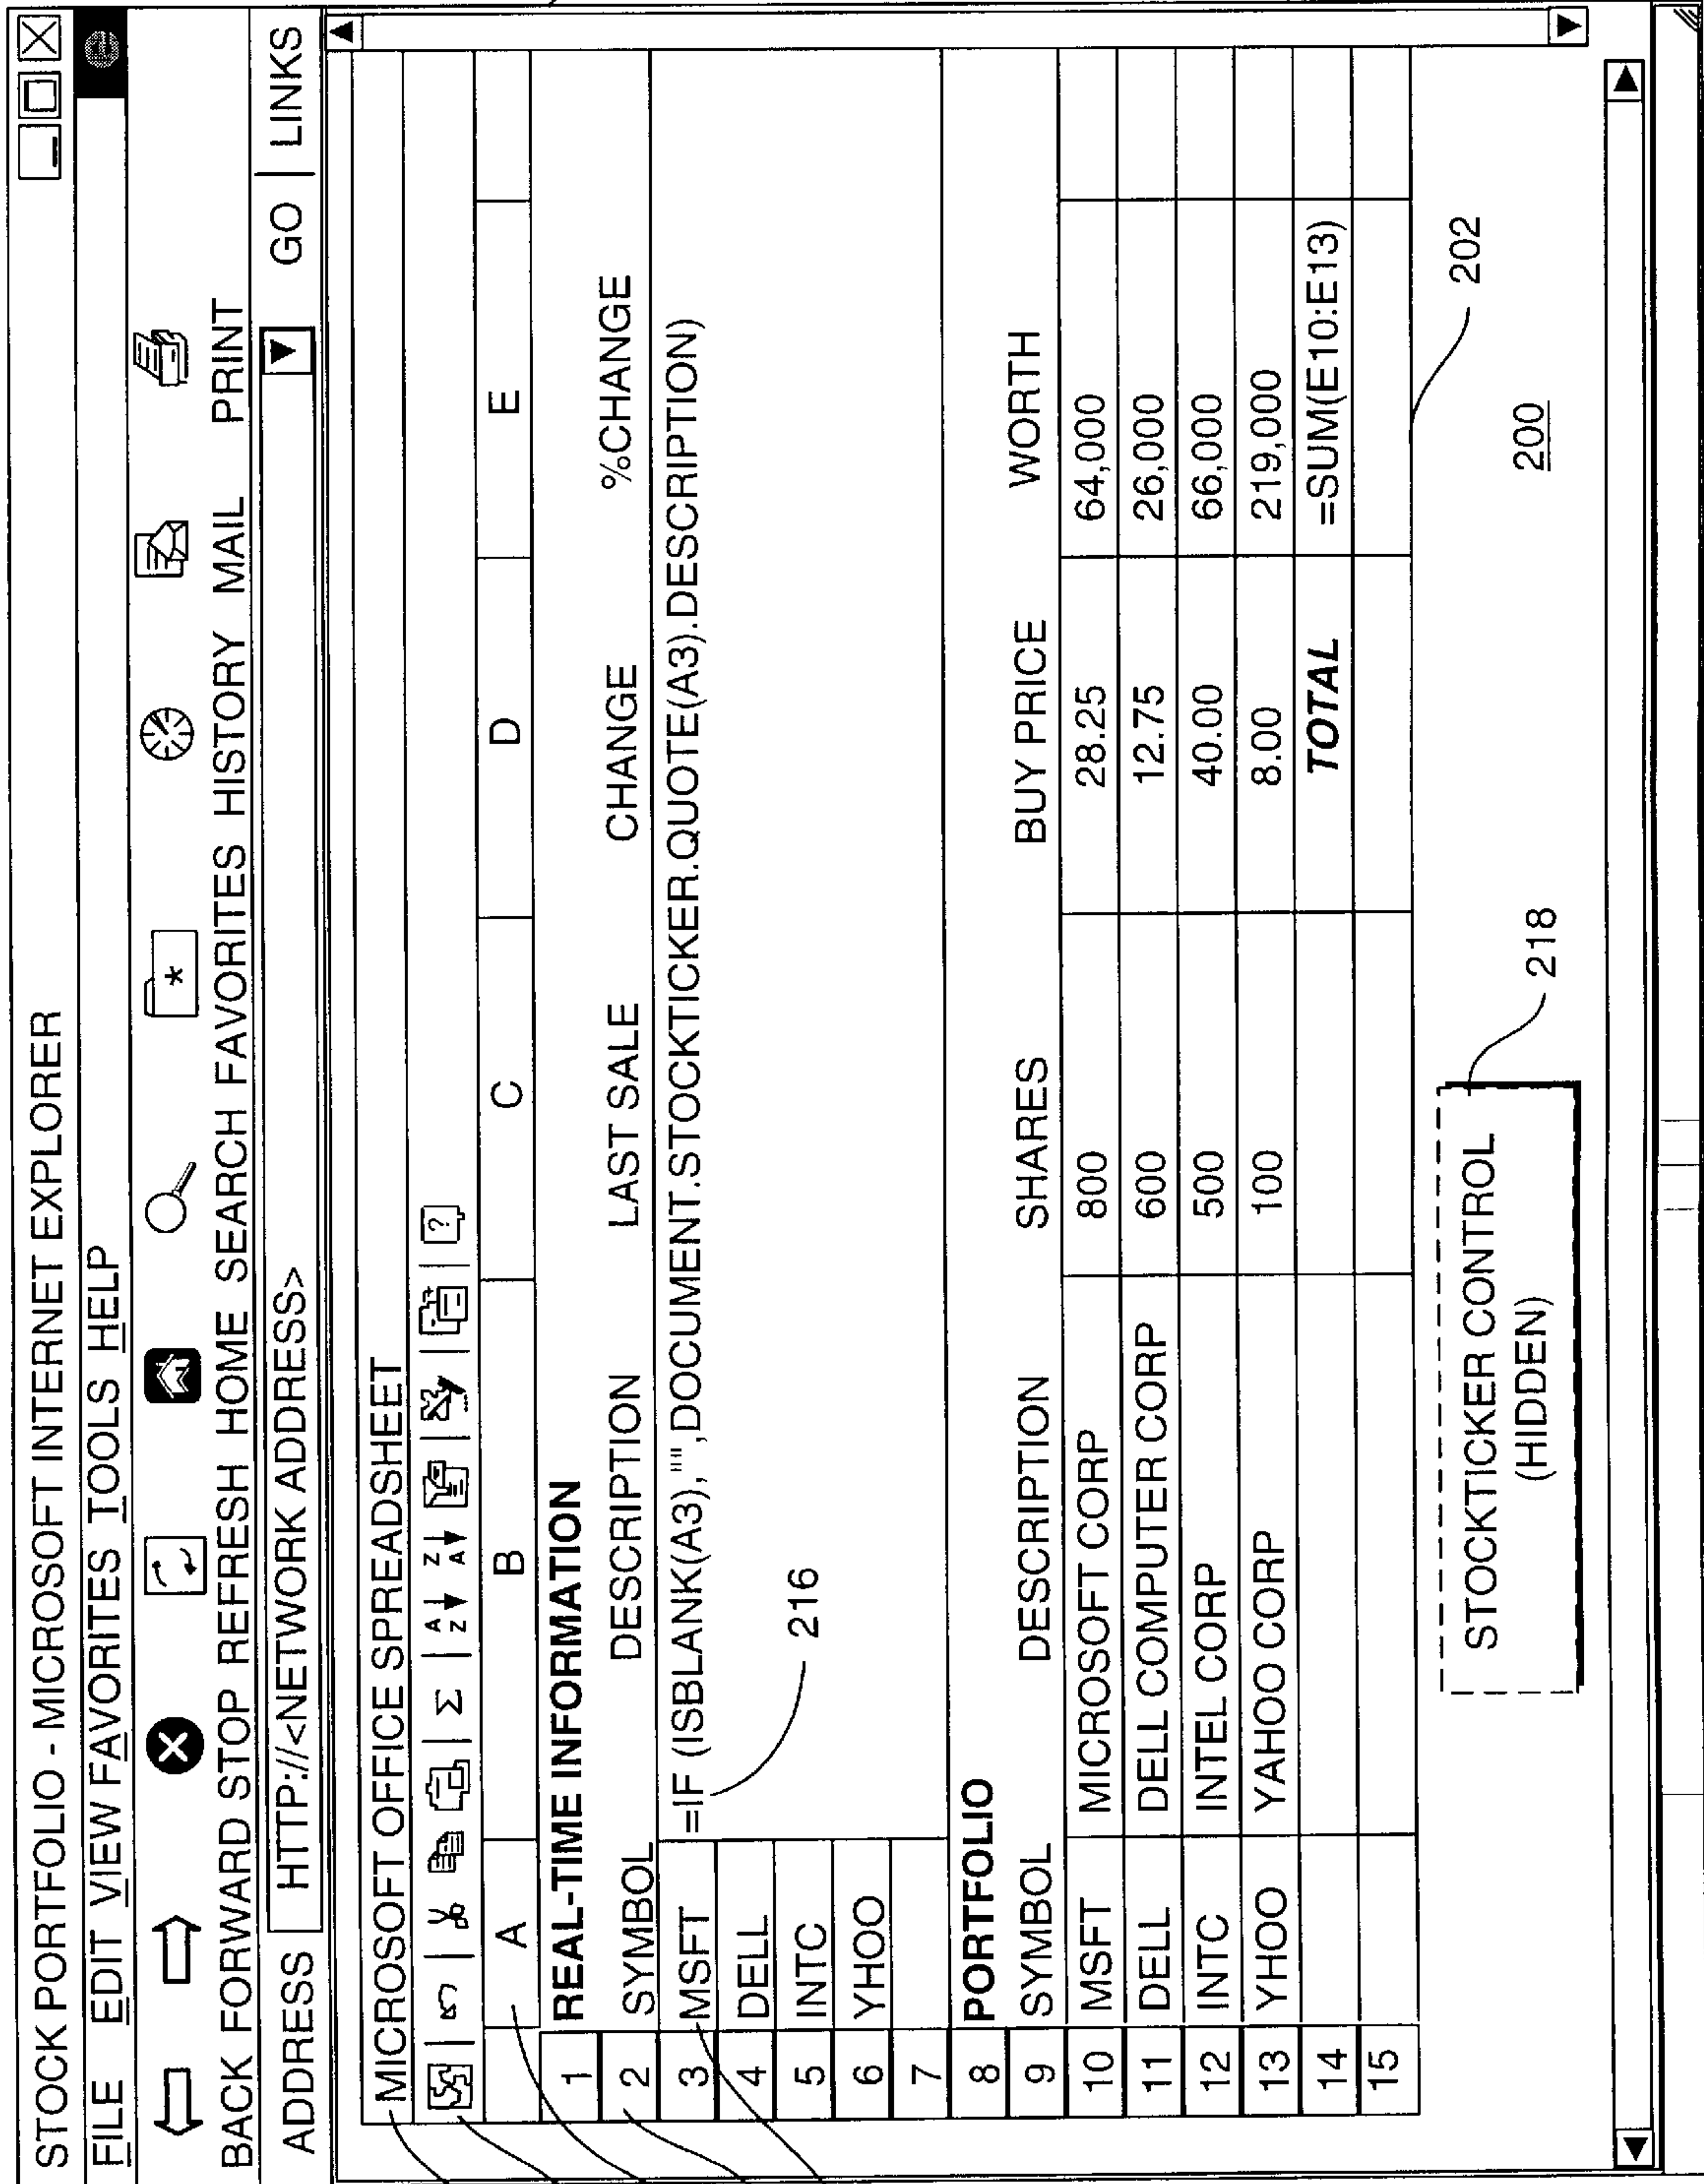 STOCK PORTFOLIO - MICROSOFT INTERNET EXPLORER
FILE EDIT VIEW FAVORITES TOOLS HELP
BACK FORWARD STOP REFRESH HOME SEARCH FAVORITES HISTORY MAIL PRINT
ADDRESS HTTP://<NETWORK ADDRESS> GO LINKS
MICROSOFT OFFICE SPREADSHEET
Σ A Z Z A ?
A B C D E
1 REAL-TIME INFORMATION
2 SYMBOL DESCRIPTION LAST SALE CHANGE %CHANGE
3 MSFT =IF (ISBLANK(A3),"",DOCUMENT.STOCKTICKER.QUOTE(A3).DESCRIPTION)
4 DELL
5 INTC 216
6 YHOO
7
8 PORTFOLIO
9 SYMBOL DESCRIPTION SHARES BUY PRICE WORTH
10 MSFT MICROSOFT CORP 800 28.25 64,000
11 DELL DELL COMPUTER CORP 600 12.75 26,000
12 INTC INTEL CORP 500 40.00 66,000
13 YHOO YAHOO CORP 100 8.00 219,000
14 TOTAL =SUM(E10:E13)
15
202
STOCKTICKER CONTROL
(HIDDEN)
218
200